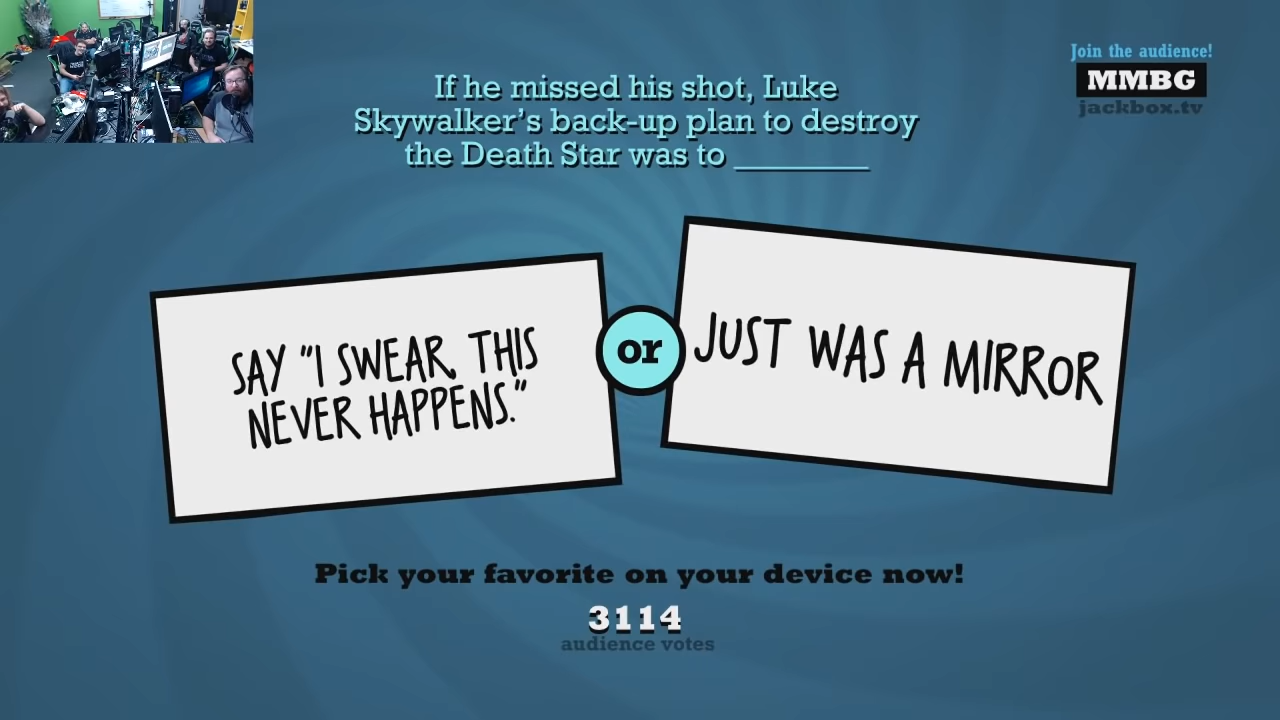 Join the audience!
MMBG
jackbox.tv
If he missed his shot, Luke
Skywalker's back-up plan to destroy
the Death Star was to ________
SAY "I SWEAR, THIS
NEVER HAPPENS."
or
JUST WAS A MIRROR
Pick your favorite on your device now!
3114
audience votes